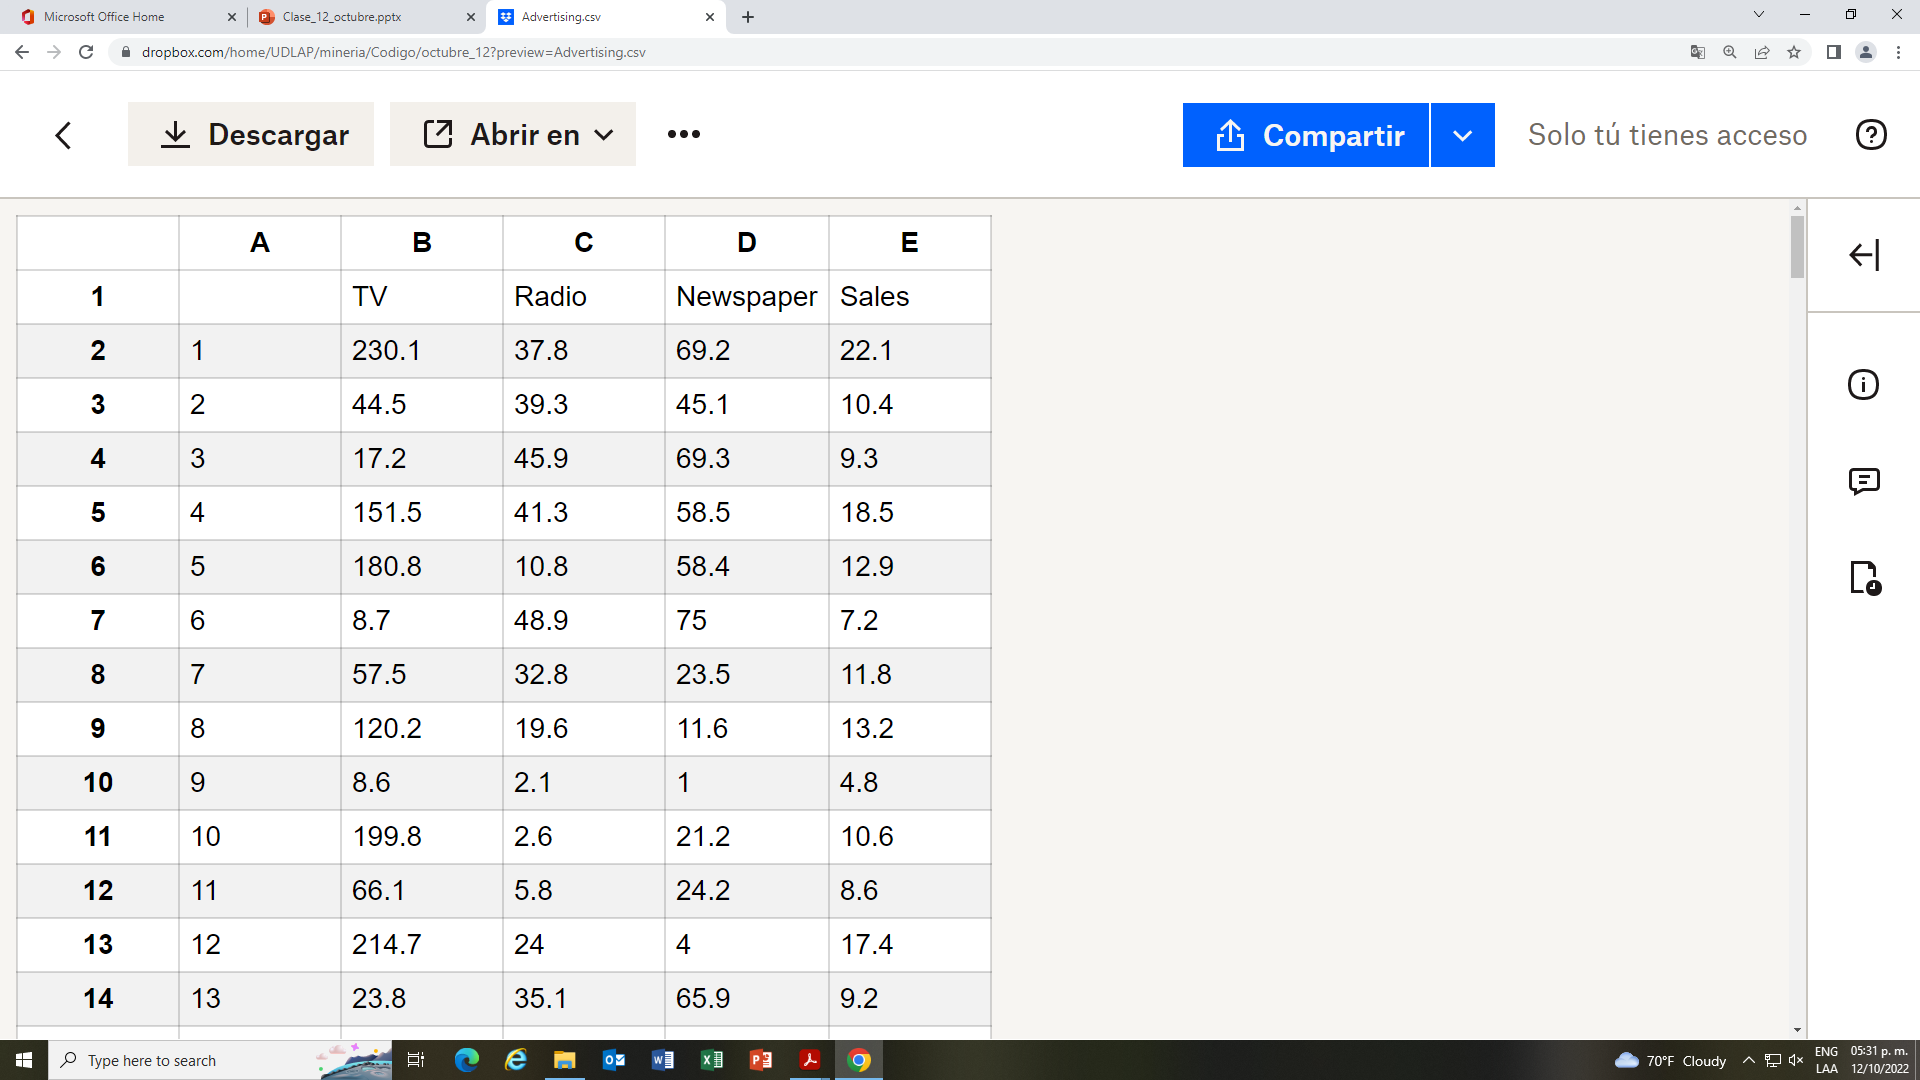 Microsoft Office Home
Clase_12_octubre.pptx
Advertising.csv
dropbox.com/home/UDLAP/mineria/Codigo/octubre_12?preview=Advertising.csv
Descargar
Abrir en
Compartir
Solo tú tienes acceso
A B C D E
1 TV Radio Newspaper Sales
2 1 230.1 37.8 69.2 22.1
3 2 44.5 39.3 45.1 10.4
4 3 17.2 45.9 69.3 9.3
5 4 151.5 41.3 58.5 18.5
6 5 180.8 10.8 58.4 12.9
7 6 8.7 48.9 75 7.2
8 7 57.5 32.8 23.5 11.8
9 8 120.2 19.6 11.6 13.2
10 9 8.6 2.1 1 4.8
11 10 199.8 2.6 21.2 10.6
12 11 66.1 5.8 24.2 8.6
13 12 214.7 24 4 17.4
14 13 23.8 35.1 65.9 9.2
Type here to search
70°F Cloudy
ENG
LAA
05:31 p. m.
12/10/2022